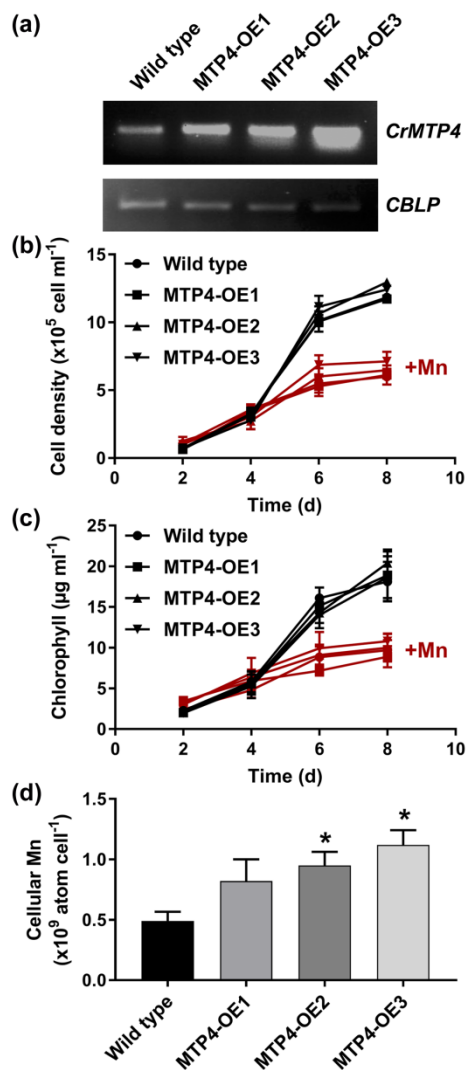 (a)
Wild type
MTP4-OE1
MTP4-OE2
MTP4-OE3
CrMTP4
CBLP
(b)
Cell density (x10⁵ cell ml⁻¹)
15
10
5
0
Wild type
MTP4-OE1
MTP4-OE2
MTP4-OE3
+Mn
0 2 4 6 8 10
Time (d)
(c)
Chlorophyll (µg ml⁻¹)
25
20
15
10
5
0
Wild type
MTP4-OE1
MTP4-OE2
MTP4-OE3
+Mn
0 2 4 6 8 10
Time (d)
(d)
Cellular Mn
(x10⁹ atom cell⁻¹)
1.5
1.0
0.5
0.0
* *
Wild type
MTP4-OE1
MTP4-OE2
MTP4-OE3